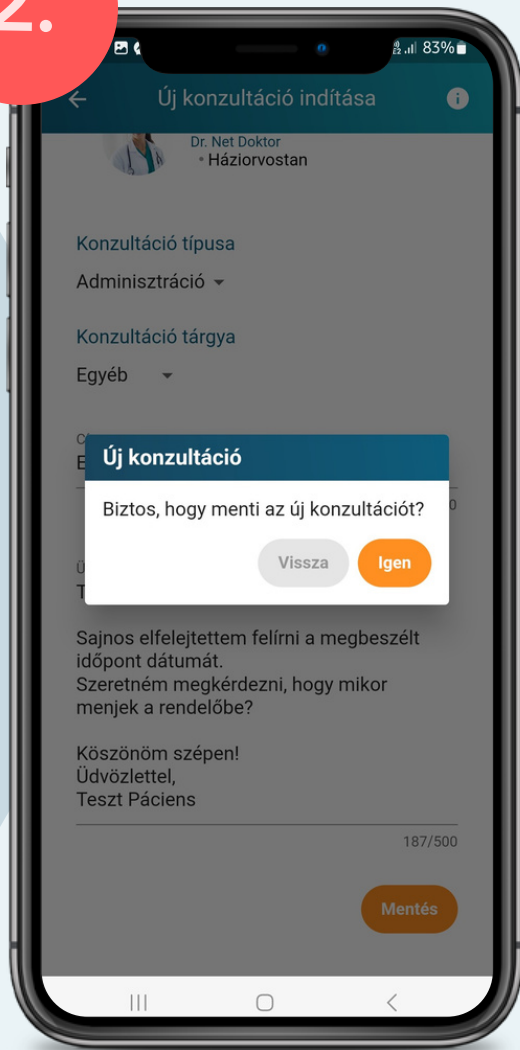 2.
83%
Új konzultáció indítása
Dr. Net Doktor
• Háziorvostan
Konzultáció típusa
Adminisztráció
Konzultáció tárgya
Egyéb
Új konzultáció
Biztos, hogy menti az új konzultációt?
Vissza
Igen
Sajnos elfelejtettem felírni a megbeszélt
időpont dátumát.
Szeretném megkérdezni, hogy mikor
menjek a rendelőbe?
Köszönöm szépen!
Üdvözlettel,
Teszt Páciens
187/500
Mentés